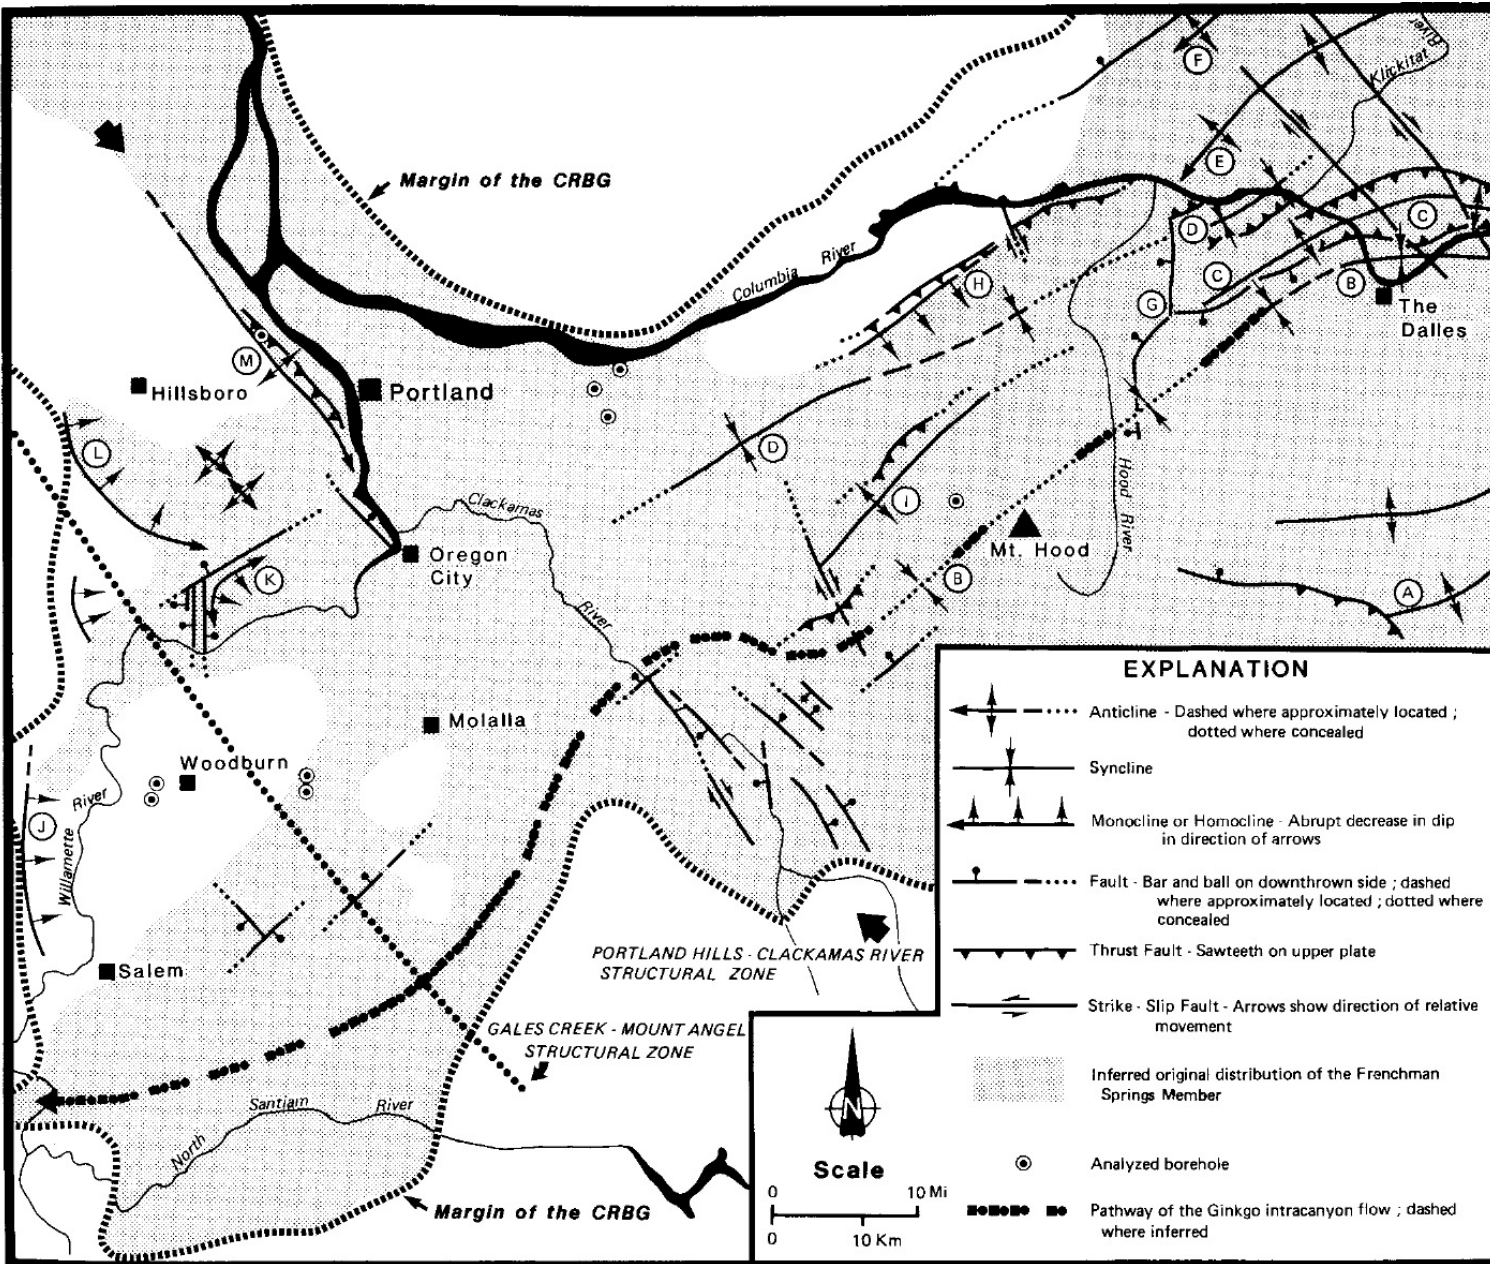 River
Klickitat
F
Margin of the CRBG
E
D
C
Columbia River
H
C
G
B
The
Dalles
M
Hillsboro
Portland
L
D
I
Clackamas
River
Hood River
Mt. Hood
Oregon
City
K
B
A
Molalla
Woodburn
River
Willamette
J
Salem
PORTLAND HILLS - CLACKAMAS RIVER
STRUCTURAL ZONE
GALES CREEK - MOUNT ANGEL
STRUCTURAL ZONE
North Santiam River
Margin of the CRBG
EXPLANATION
Anticline - Dashed where approximately located ;
dotted where concealed
Syncline
Monocline or Homocline - Abrupt decrease in dip
in direction of arrows
Fault - Bar and ball on downthrown side ; dashed
where approximately located ; dotted where
concealed
Thrust Fault - Sawteeth on upper plate
Strike - Slip Fault - Arrows show direction of relative
movement
Inferred original distribution of the Frenchman
Springs Member
Analyzed borehole
Pathway of the Ginkgo intracanyon flow ; dashed
where inferred
N
Scale
0 10 Mi
0 10 Km